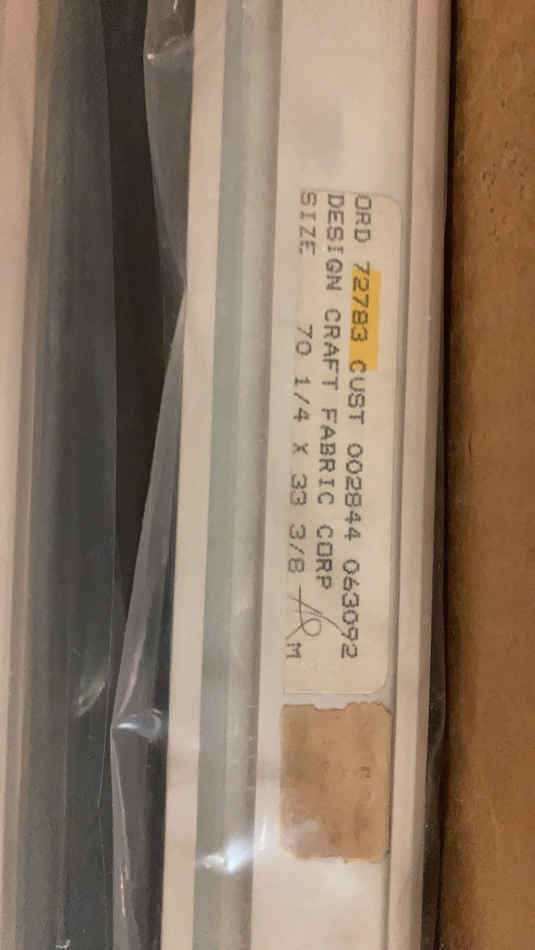 ORD 72783 CUST 002844 063092
DESIGN CRAFT FABRIC CORP
SIZE 70 1/4 X 33 3/8 M